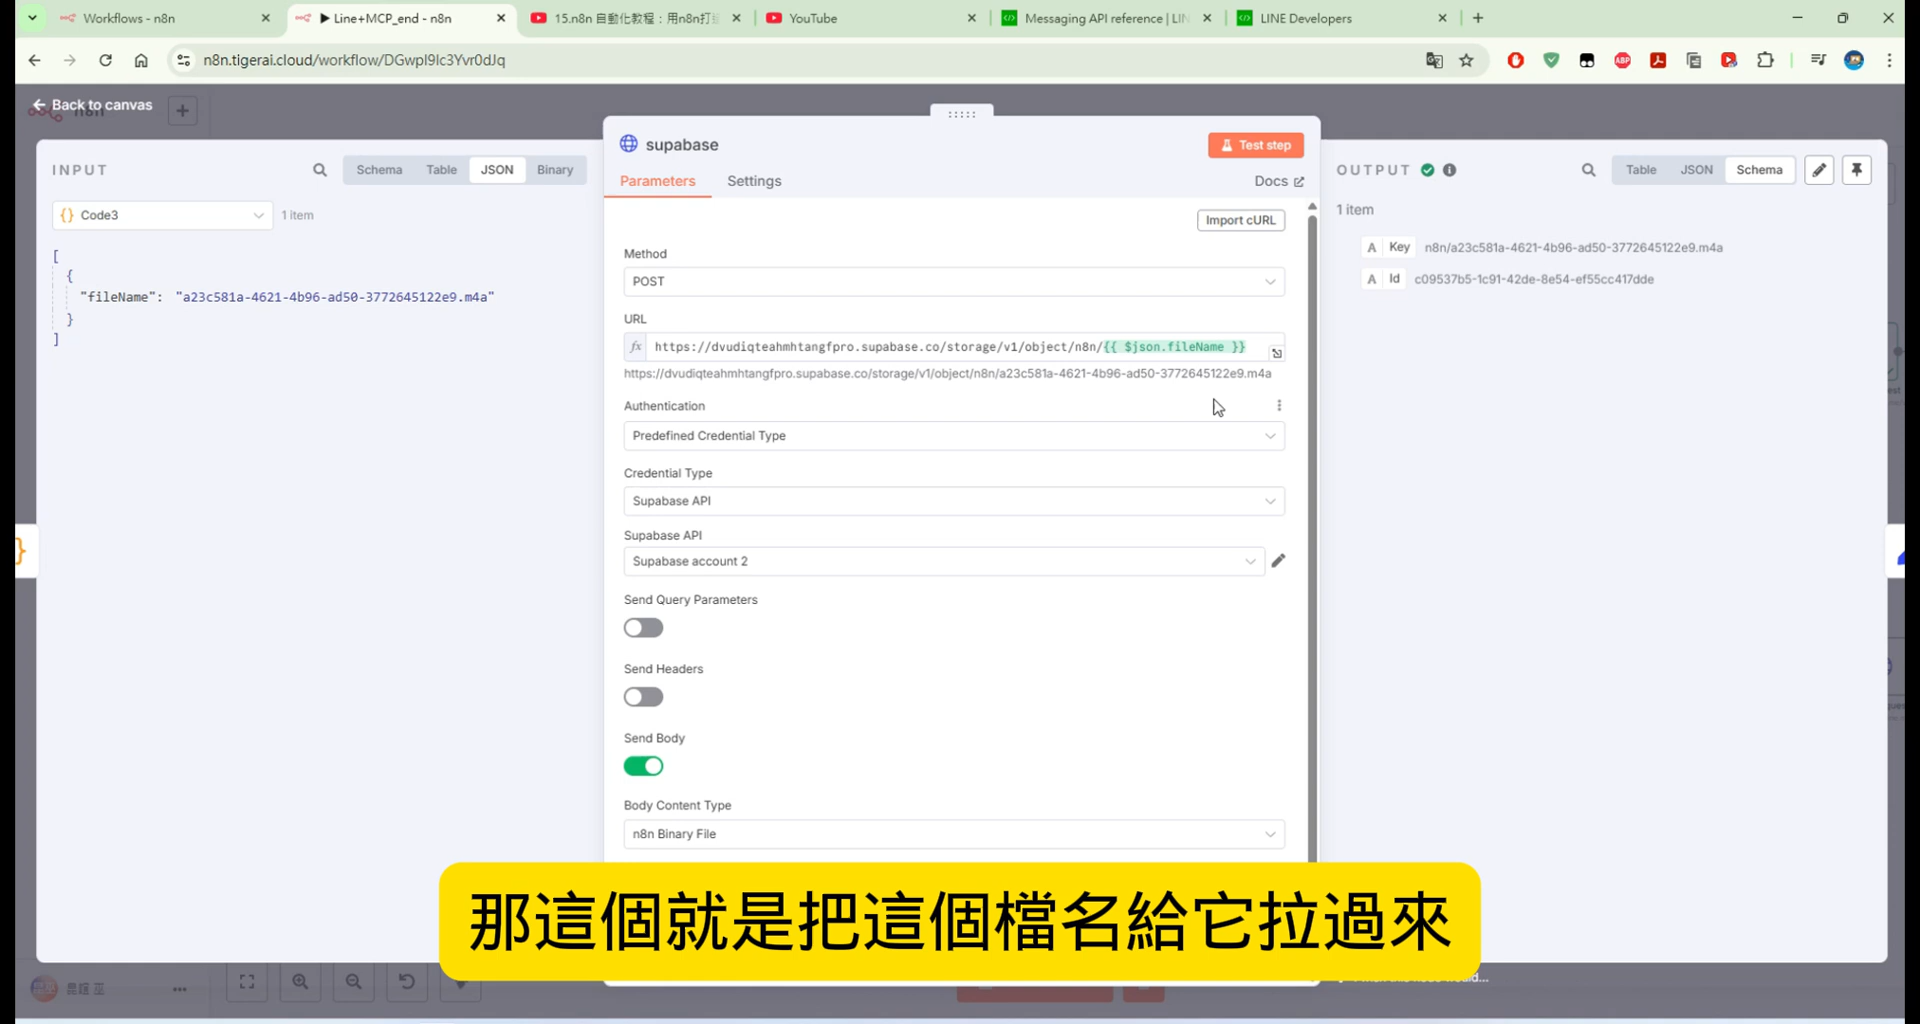 Workflows - n8n
▶ Line+MCP_end - n8n
15.n8n 自動化教程：用n8n打
YouTube
Messaging API reference | LIN
LINE Developers
n8n.tigerai.cloud/workflow/DGwpI9Ic3Yvr0dJq
Back to canvas
n8n
INPUT
Schema
Table
JSON
Binary
Code3
1 item
[
{
"fileName": "a23c581a-4621-4b96-ad50-3772645122e9.m4a"
}
]
supabase
Test step
Parameters
Settings
Docs
Import cURL
Method
POST
URL
fx https://dvudiqteahmhtangfpro.supabase.co/storage/v1/object/n8n/{{ $json.fileName }}
https://dvudiqteahmhtangfpro.supabase.co/storage/v1/object/n8n/a23c581a-4621-4b96-ad50-3772645122e9.m4a
Authentication
Predefined Credential Type
Credential Type
Supabase API
Supabase API
Supabase account 2
Send Query Parameters
Send Headers
Send Body
Body Content Type
n8n Binary File
OUTPUT
Table
JSON
Schema
1 item
A Key n8n/a23c581a-4621-4b96-ad50-3772645122e9.m4a
A Id c09537b5-1c91-42de-8e54-ef55cc417dde
那這個就是把這個檔名給它拉過來